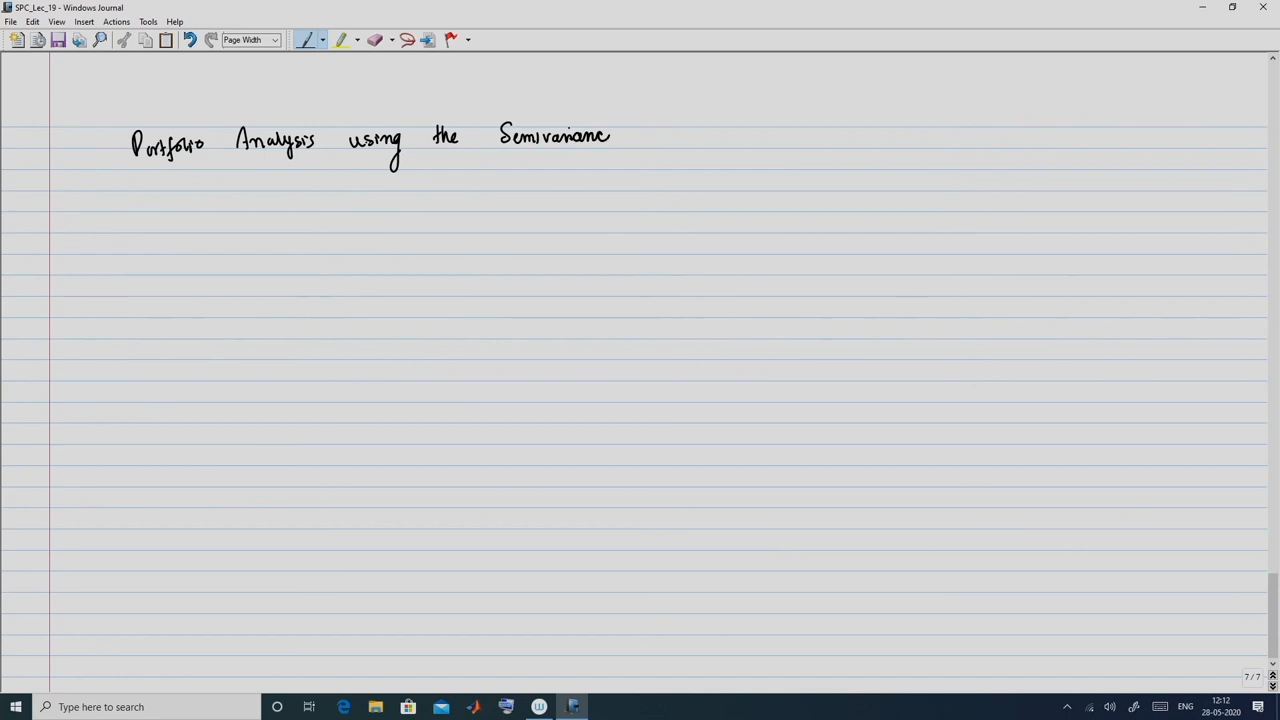 SPC_Lec_19 - Windows Journal
File Edit View Insert Actions Tools Help
Page Width
Portfolio Analysis using the Semivarianc
7 / 7
Type here to search
ENG
12:12
28-05-2020